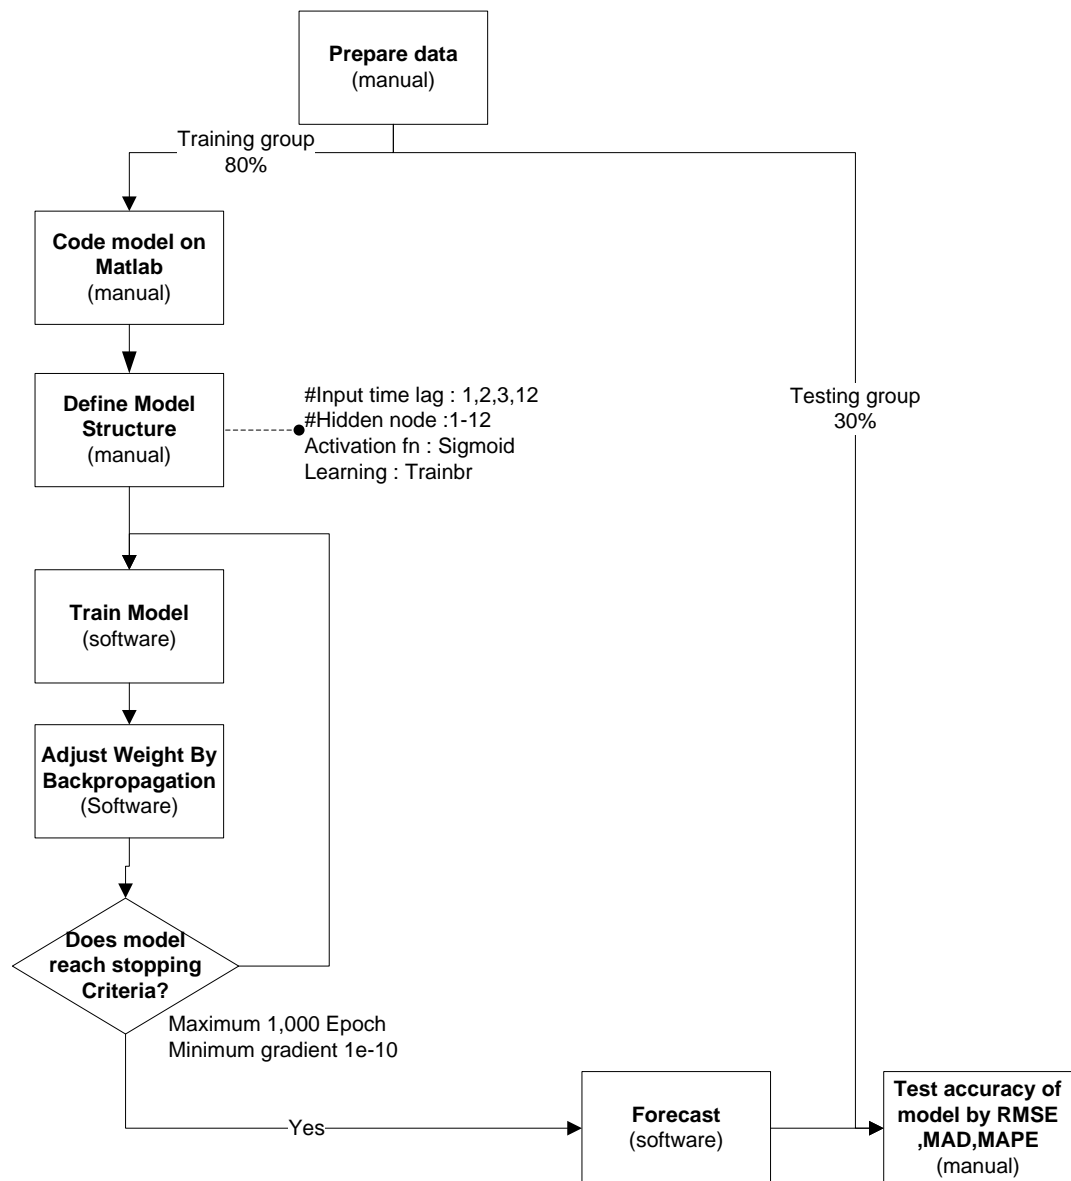 Prepare data
(manual)
Training group
80%
Code model on
Matlab
(manual)
Define Model
Structure
(manual)
#Input time lag : 1,2,3,12
#Hidden node :1-12
Activation fn : Sigmoid
Learning : Trainbr
Testing group
30%
Train Model
(software)
Adjust Weight By
Backpropagation
(Software)
Does model
reach stopping
Criteria?
Maximum 1,000 Epoch
Minimum gradient 1e-10
Yes
Forecast
(software)
Test accuracy of
model by RMSE
,MAD,MAPE
(manual)